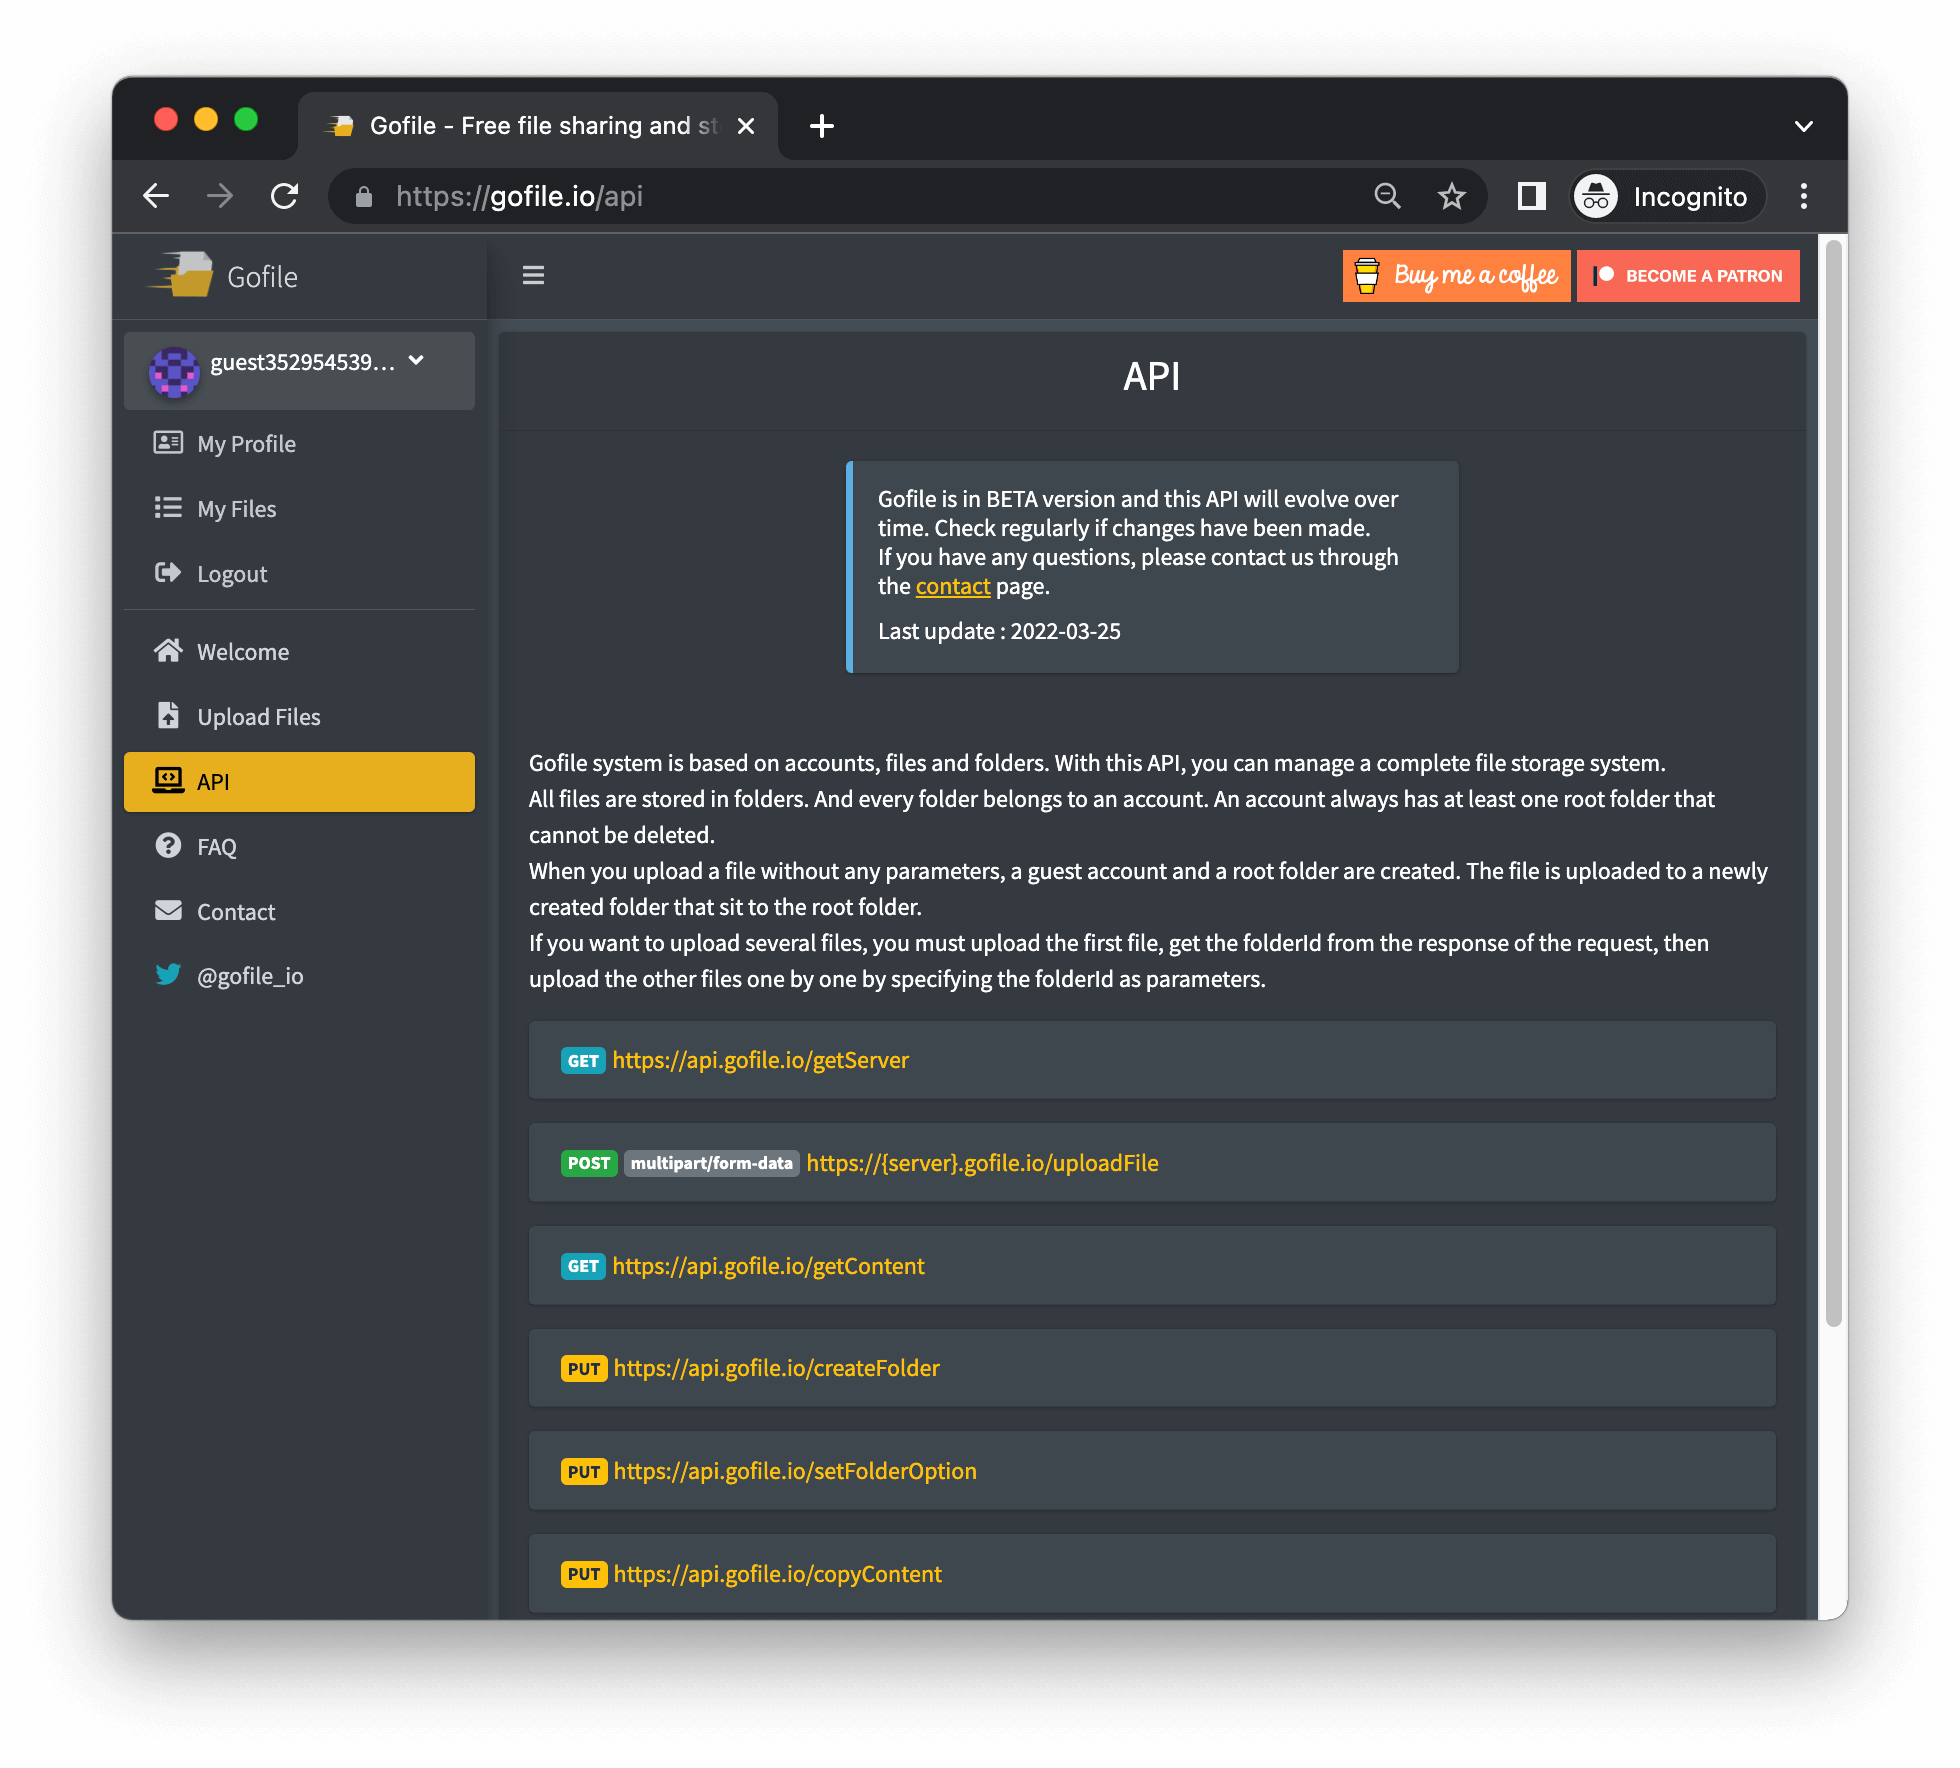 Gofile - Free file sharing and st
https://gofile.io/api
Incognito
Gofile
Buy me a coffee
BECOME A PATRON
guest352954539...
My Profile
My Files
Logout
Welcome
Upload Files
API
FAQ
Contact
@gofile_io
API
Gofile is in BETA version and this API will evolve over
time. Check regularly if changes have been made.
If you have any questions, please contact us through
the contact page.
Last update : 2022-03-25
Gofile system is based on accounts, files and folders. With this API, you can manage a complete file storage system.
All files are stored in folders. And every folder belongs to an account. An account always has at least one root folder that
cannot be deleted.
When you upload a file without any parameters, a guest account and a root folder are created. The file is uploaded to a newly
created folder that sit to the root folder.
If you want to upload several files, you must upload the first file, get the folderId from the response of the request, then
upload the other files one by one by specifying the folderId as parameters.
GET https://api.gofile.io/getServer
POST multipart/form-data https://{server}.gofile.io/uploadFile
GET https://api.gofile.io/getContent
PUT https://api.gofile.io/createFolder
PUT https://api.gofile.io/setFolderOption
PUT https://api.gofile.io/copyContent